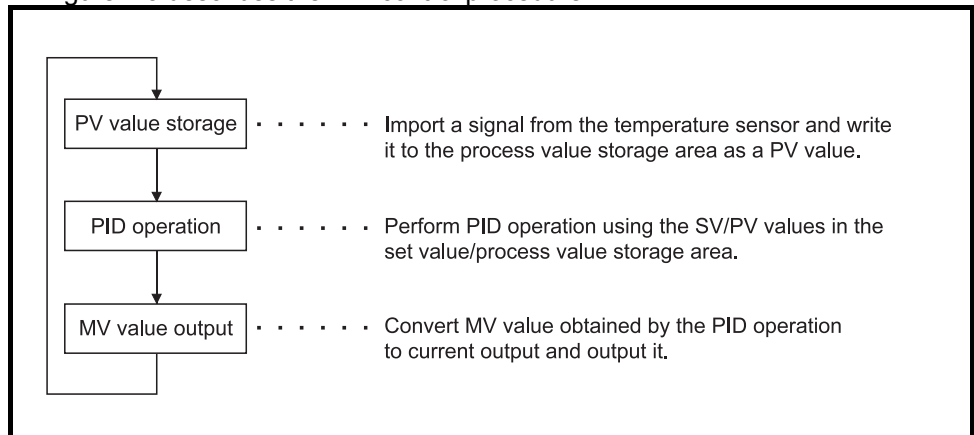 PV value storage
Import a signal from the temperature sensor and write
it to the process value storage area as a PV value.
PID operation
Perform PID operation using the SV/PV values in the
set value/process value storage area.
MV value output
Convert MV value obtained by the PID operation
to current output and output it.